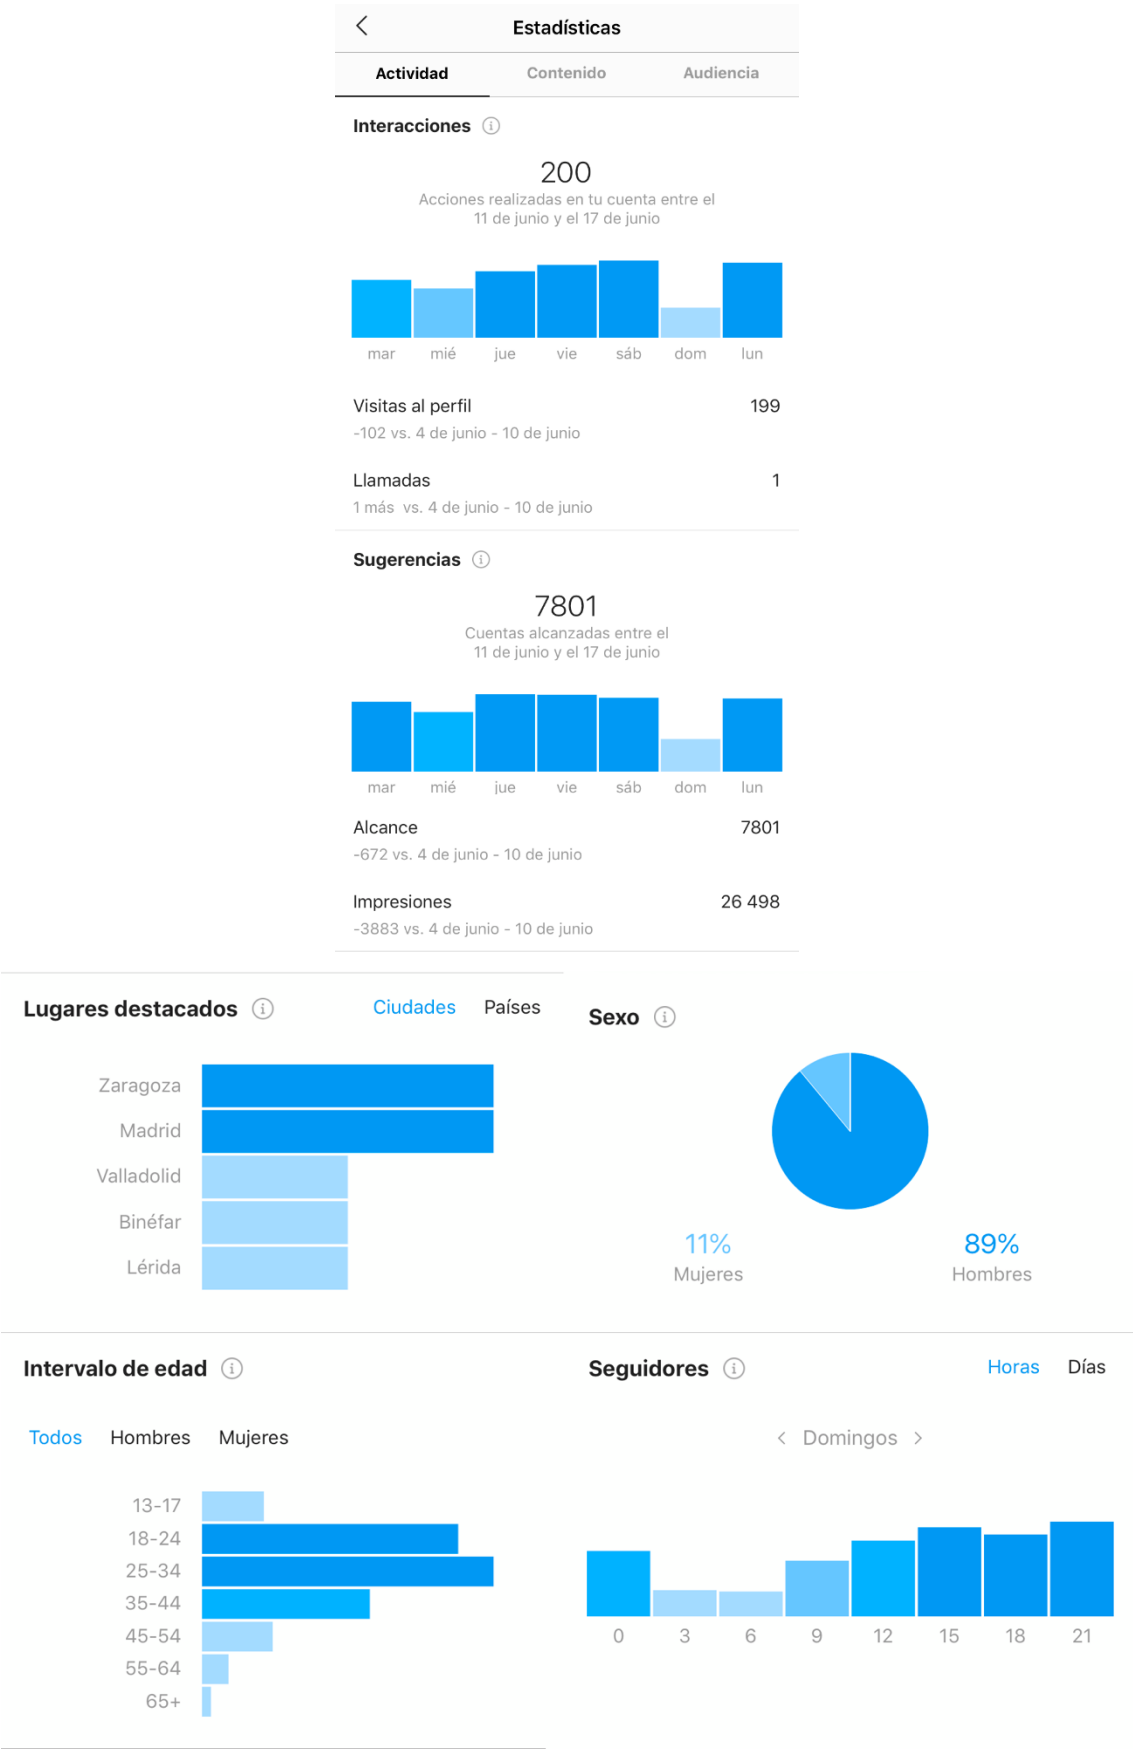 Estadísticas
Actividad Contenido Audiencia
Interacciones
200
Acciones realizadas en tu cuenta entre el
11 de junio y el 17 de junio
mar mié jue vie sáb dom lun
Visitas al perfil 199
-102 vs. 4 de junio - 10 de junio
Llamadas 1
1 más vs. 4 de junio - 10 de junio
Sugerencias
7801
Cuentas alcanzadas entre el
11 de junio y el 17 de junio
mar mié jue vie sáb dom lun
Alcance 7801
-672 vs. 4 de junio - 10 de junio
Impresiones 26 498
-3883 vs. 4 de junio - 10 de junio
Lugares destacados Ciudades Países
Zaragoza
Madrid
Valladolid
Binéfar
Lérida
Sexo
11% 89%
Mujeres Hombres
Intervalo de edad
Todos Hombres Mujeres
13-17
18-24
25-34
35-44
45-54
55-64
65+
Seguidores Horas Días
< Domingos >
0 3 6 9 12 15 18 21